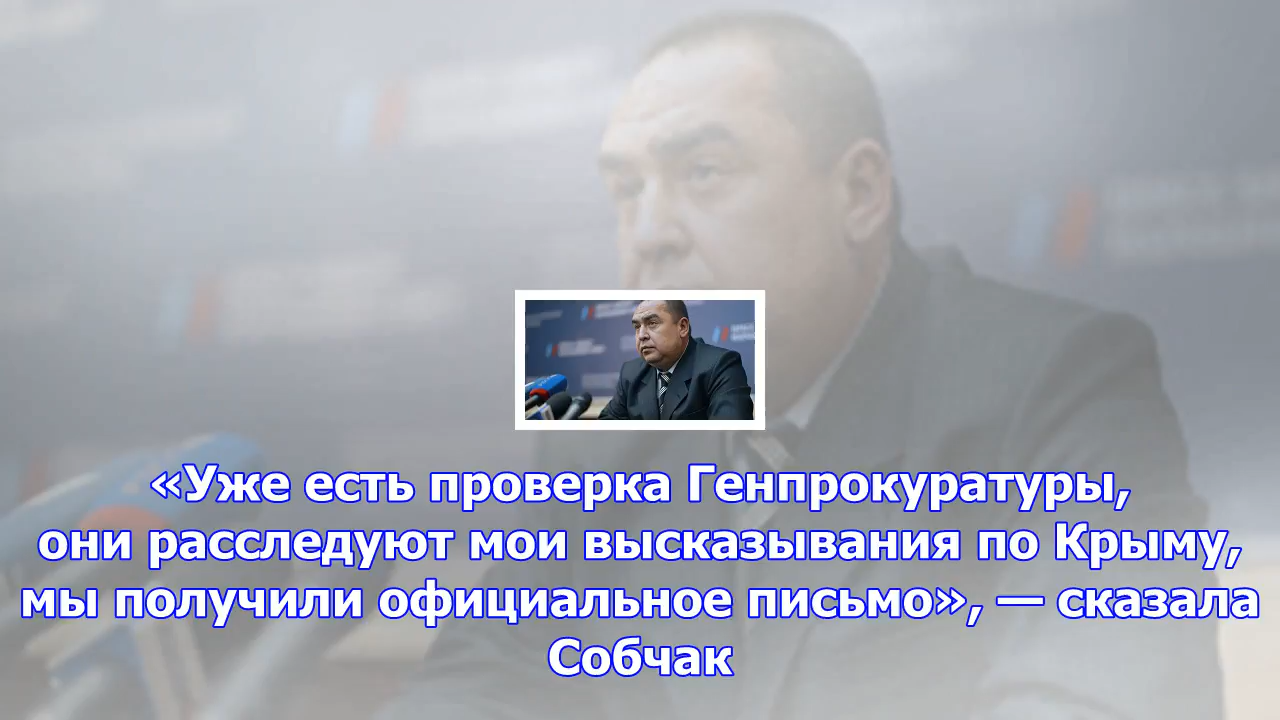 «Уже есть проверка Генпрокуратуры,
они расследуют мои высказывания по Крыму,
мы получили официальное письмо», — сказала
Собчак